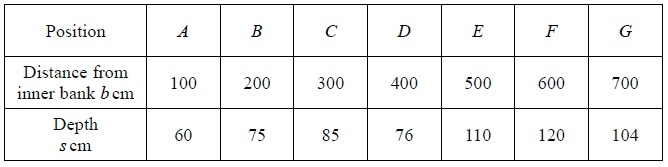 Position A B C D E F G
Distance from
inner bank b cm 100 200 300 400 500 600 700
Depth
s cm 60 75 85 76 110 120 104